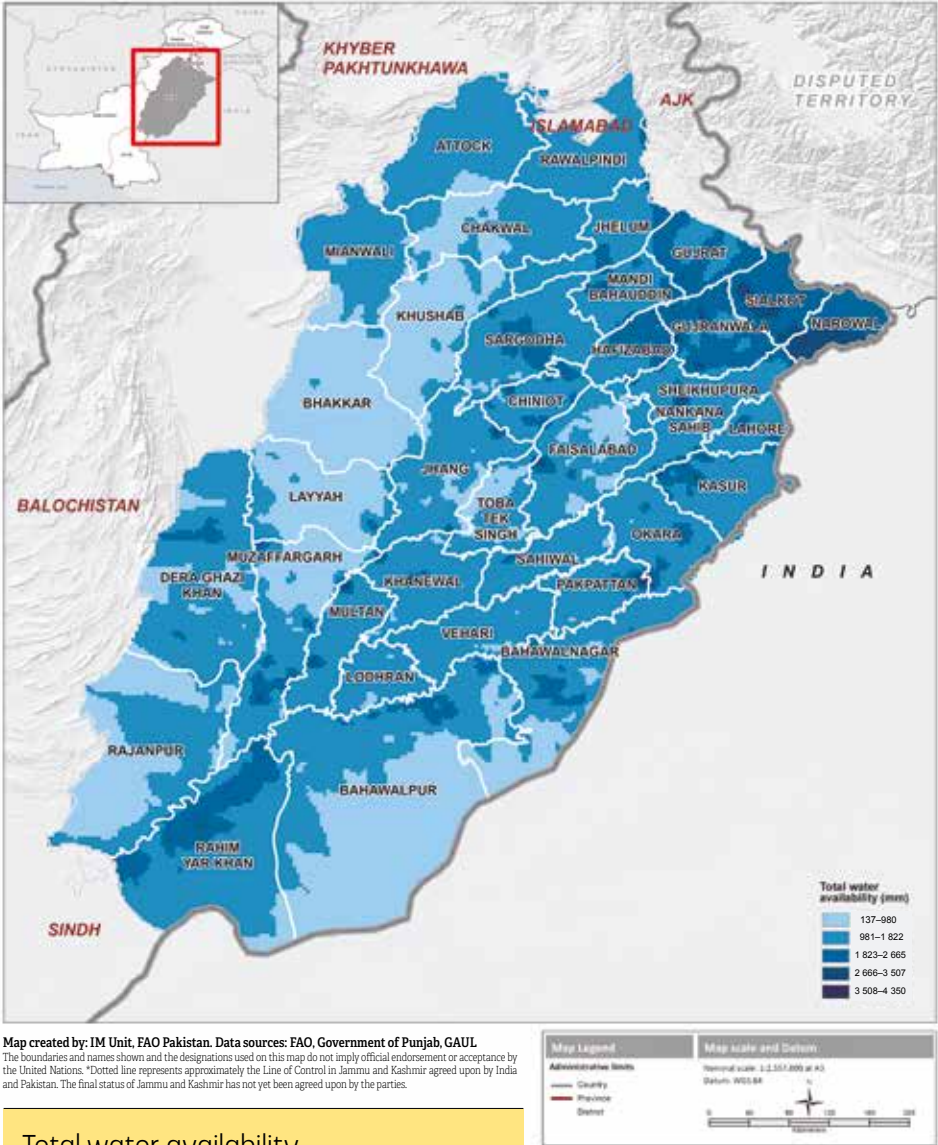 KHYBER
PAKHTUNKHAWA
AJK
DISPUTED
TERRITORY
ISLAMABAD
ATTOCK
RAWALPINDI
CHAKWAL
JHELUM
MIANWALI
GUJRAT
MANDI
BAHAUDDIN
SIALKOT
KHUSHAB
GUJRANWALA
NAROWAL
SARGODHA
HAFIZABAD
SHEIKHUPURA
BHAKKAR
CHINIOT
NANKANA
SAHIB
LAHORE
FAISALABAD
JHANG
KASUR
LAYYAH
BALOCHISTAN
TOBA
TEK
SINGH
OKARA
MUZAFFARGARH
SAHIWAL
INDIA
DERA GHAZI
KHAN
KHANEWAL
PAKPATTAN
MULTAN
VEHARI
BAHAWALNAGAR
LODHRAN
RAJANPUR
BAHAWALPUR
RAHIM
YAR KHAN
SINDH
Total water
availability (mm)
137–980
981–1 822
1 823–2 665
2 666–3 507
3 508–4 350
Map created by: IM Unit, FAO Pakistan. Data sources: FAO, Government of Punjab, GAUL
The boundaries and names shown and the designations used on this map do not imply official endorsement or acceptance by
the United Nations. *Dotted line represents approximately the Line of Control in Jammu and Kashmir agreed upon by India
and Pakistan. The final status of Jammu and Kashmir has not yet been agreed upon by the parties.
Map Legend
Administrative limits
Country
Province
District
Map scale and Datum
Datum: WGS 84
Total water availability